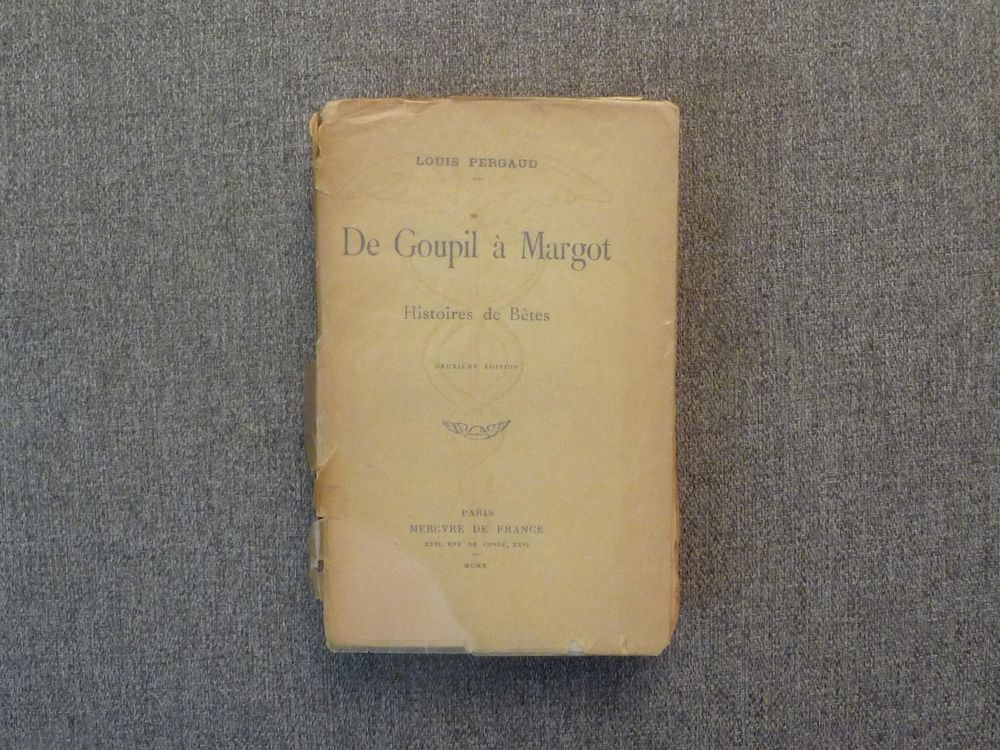 LOUIS PERGAUD
De Goupil à Margot
Histoires de Bêtes
DEUXIÈME ÉDITION
PARIS
MERCVRE DE FRANCE
XXVI, RVE DE CONDÉ, XXVI
MCMX